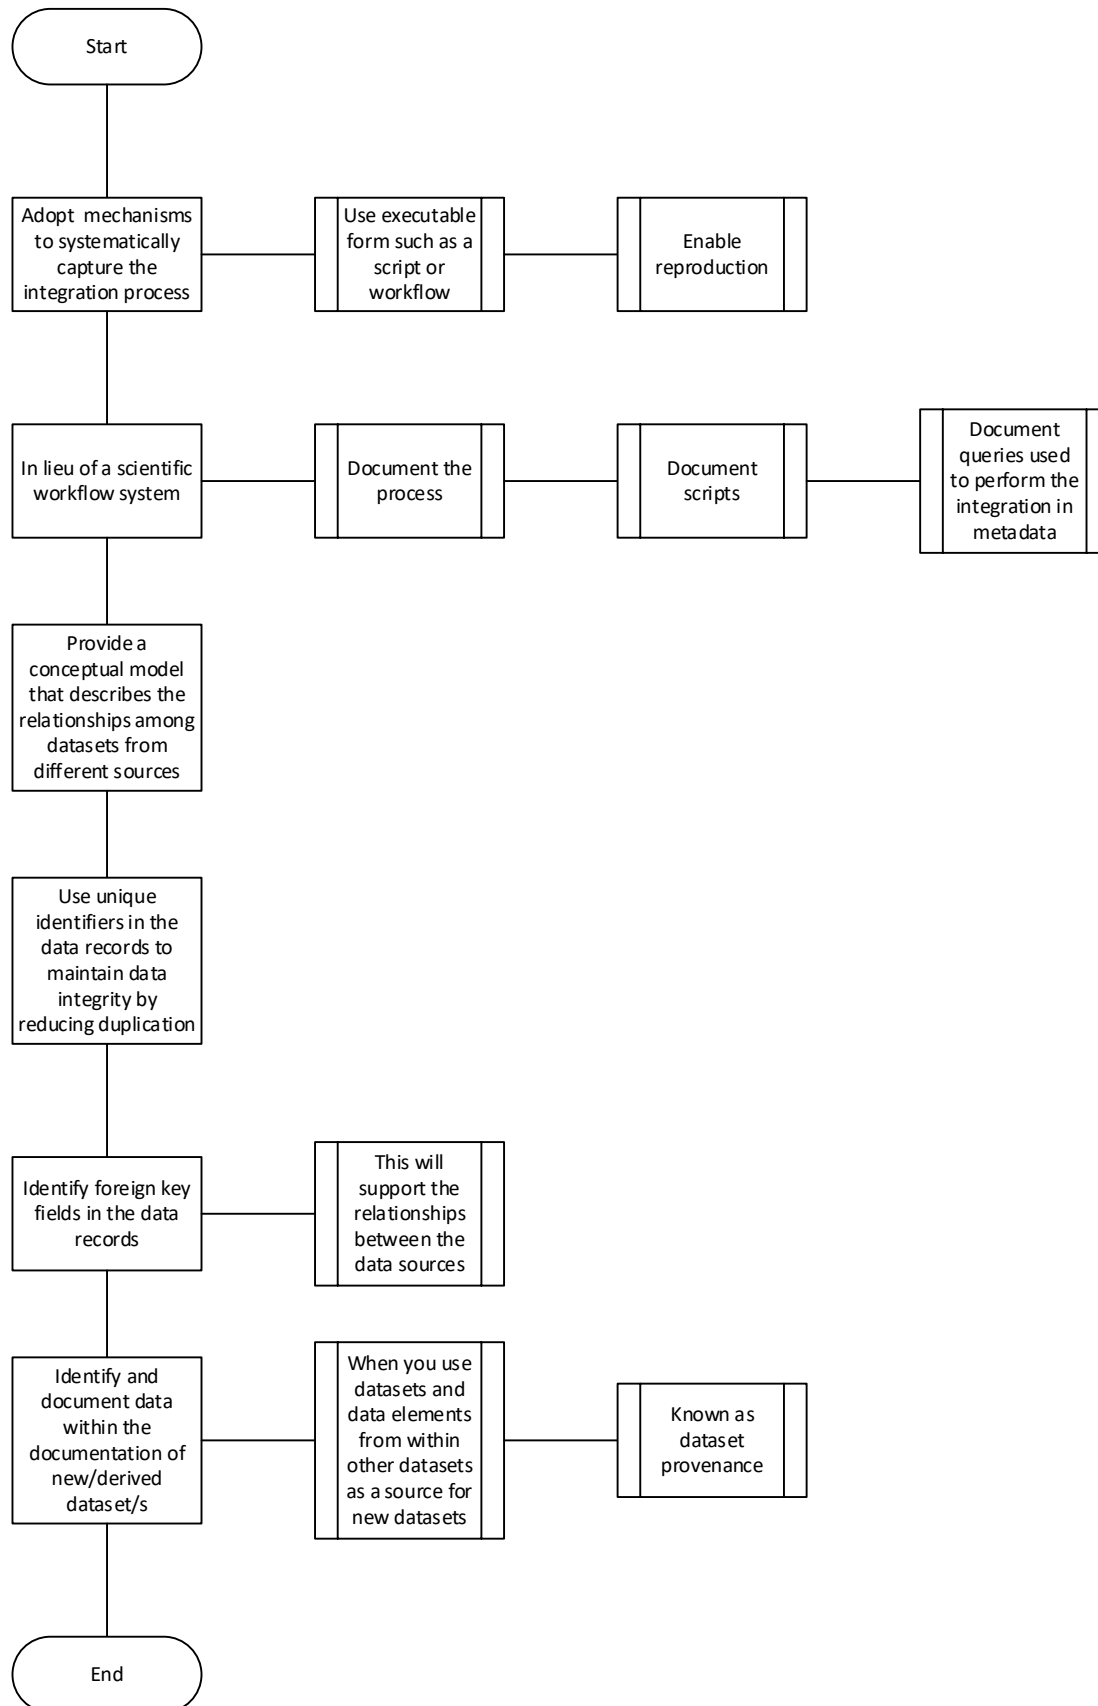 Start
Adopt mechanisms
to systematically
capture the
integration process
Use executable
form such as a
script or
workflow
Enable
reproduction
In lieu of a scientific
workflow system
Document the
process
Document
scripts
Document
queries used
to perform the
integration in
metadata
Provide a
conceptual model
that describes the
relationships among
datasets from
different sources
Use unique
identifiers in the
data records to
maintain data
integrity by
reducing duplication
Identify foreign key
fields in the data
records
This will
support the
relationships
between the
data sources
Identify and
document data
within the
documentation of
new/derived
dataset/s
When you use
datasets and
data elements
from within
other datasets
as a source for
new datasets
Known as
dataset
provenance
End